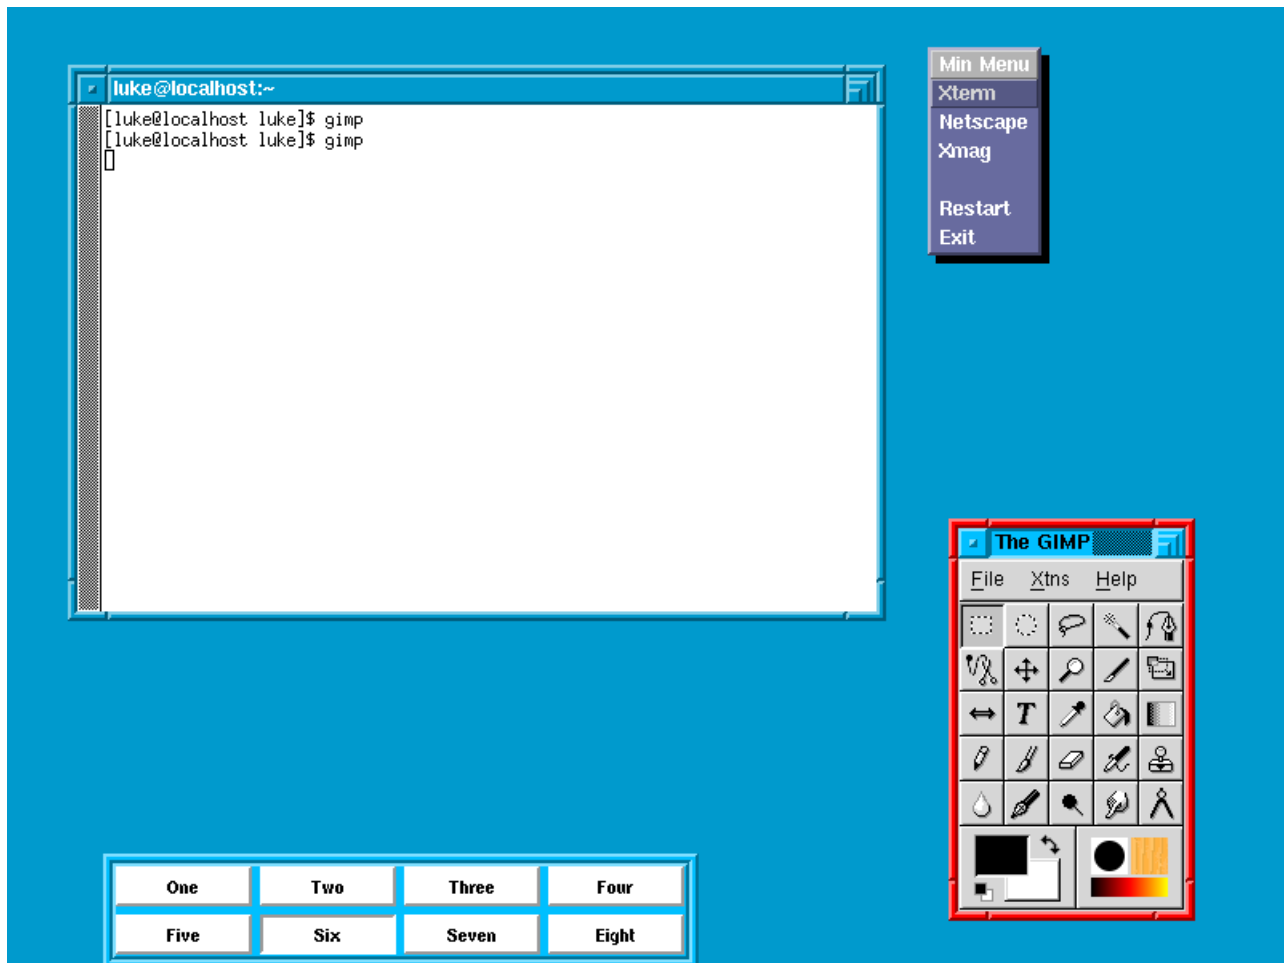 luke@localhost:~
[luke@localhost luke]$ gimp
[luke@localhost luke]$ gimp
Min Menu
Xterm
Netscape
Xmag
Restart
Exit
The GIMP
File Xtns Help
T
One Two Three Four
Five Six Seven Eight